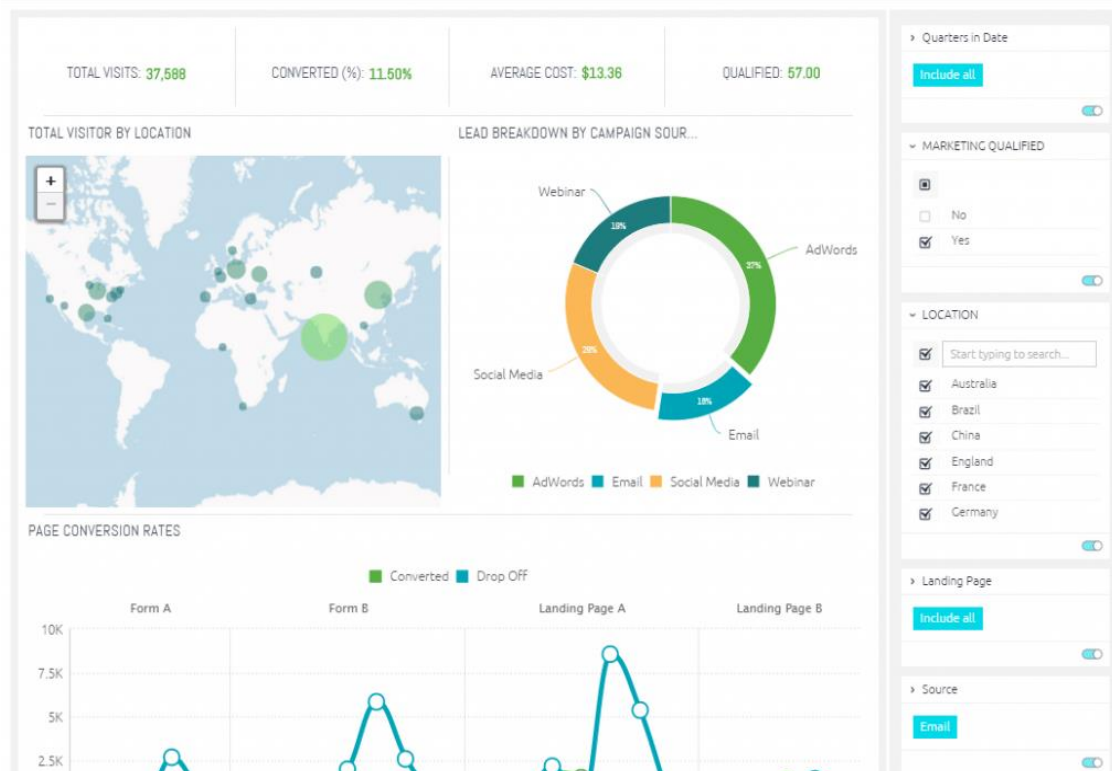 TOTAL VISITS: 37,588
CONVERTED (%): 11.50%
AVERAGE COST: $13.36
QUALIFIED: 57.00
TOTAL VISITOR BY LOCATION
+
−
LEAD BREAKDOWN BY CAMPAIGN SOUR...
Webinar
AdWords
37%
Social Media
18%
Email
AdWords Email Social Media Webinar
PAGE CONVERSION RATES
Converted Drop Off
Form A Form B Landing Page A Landing Page B
10K
7.5K
5K
2.5K
Quarters in Date
Include all
MARKETING QUALIFIED
No
Yes
LOCATION
Start typing to search...
Australia
Brazil
China
England
France
Germany
Landing Page
Include all
Source
Email